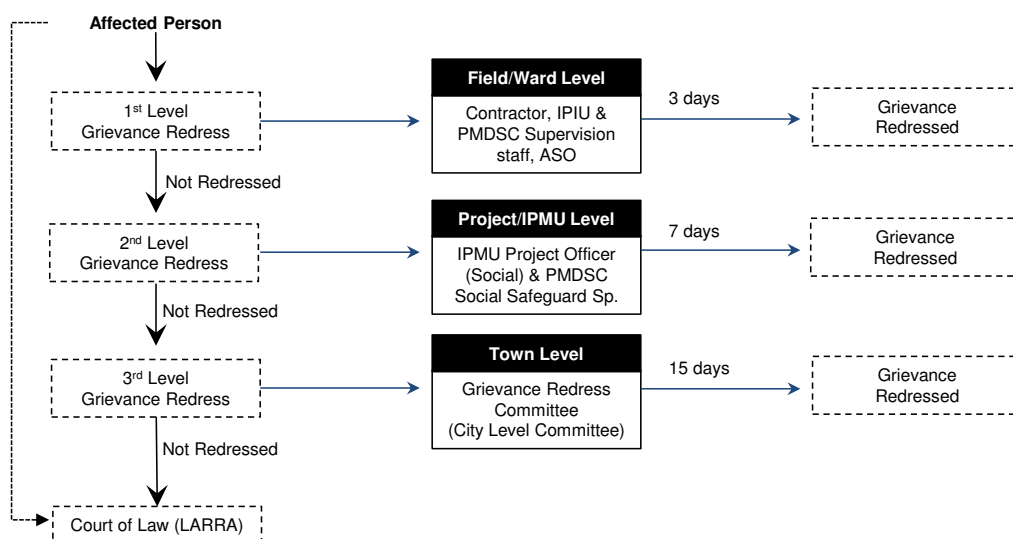 Affected Person
1st Level
Grievance Redress
Field/Ward Level
Contractor, IPIU &
PMDSC Supervision
staff, ASO
3 days
Grievance
Redressed
Not Redressed
2nd Level
Grievance Redress
Project/IPMU Level
IPMU Project Officer
(Social) & PMDSC
Social Safeguard Sp.
7 days
Grievance
Redressed
Not Redressed
3rd Level
Grievance Redress
Town Level
Grievance Redress
Committee
(City Level Committee)
15 days
Grievance
Redressed
Not Redressed
Court of Law (LARRA)